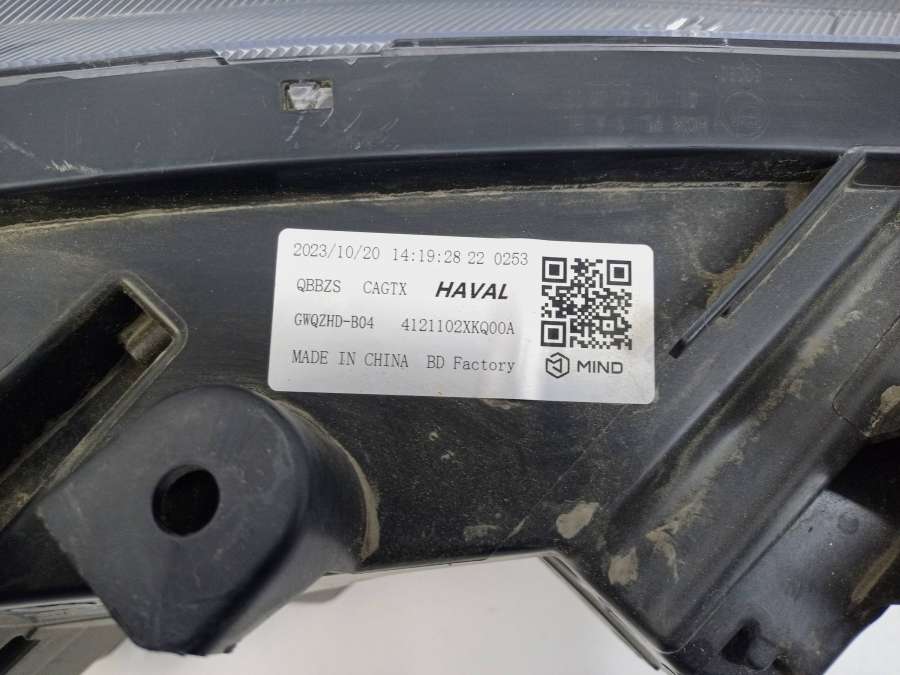 2023/10/20 14:19:28 22 0253
QBBZS CAGTX HAVAL
GWQZHD-B04 4121102XKQ00A
MADE IN CHINA BD Factory
MIND